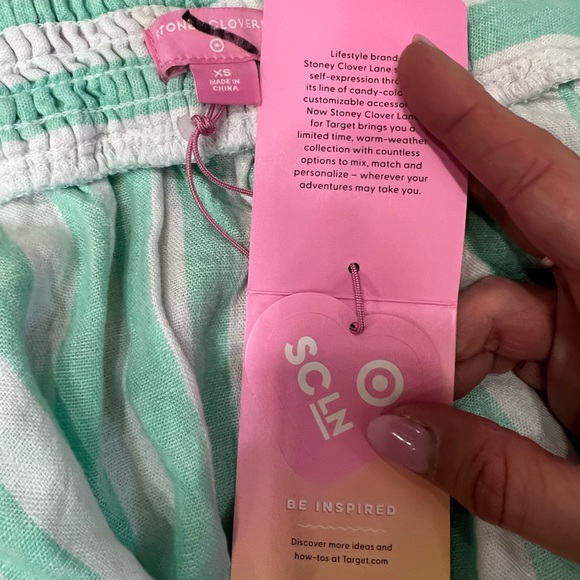 STONEY CLOVER
XS
MADE IN
CHINA
Lifestyle brand
Stoney Clover Lane
self-expression
its line of candy-colo
customizable accessor
Now Stoney Clover Lane
for Target brings you a
limited time, warm-weather
collection with countless
options to mix, match and
personalize – wherever your
adventures may take you.
SCLN
BE INSPIRED
Discover more ideas and
how-tos at Target.com